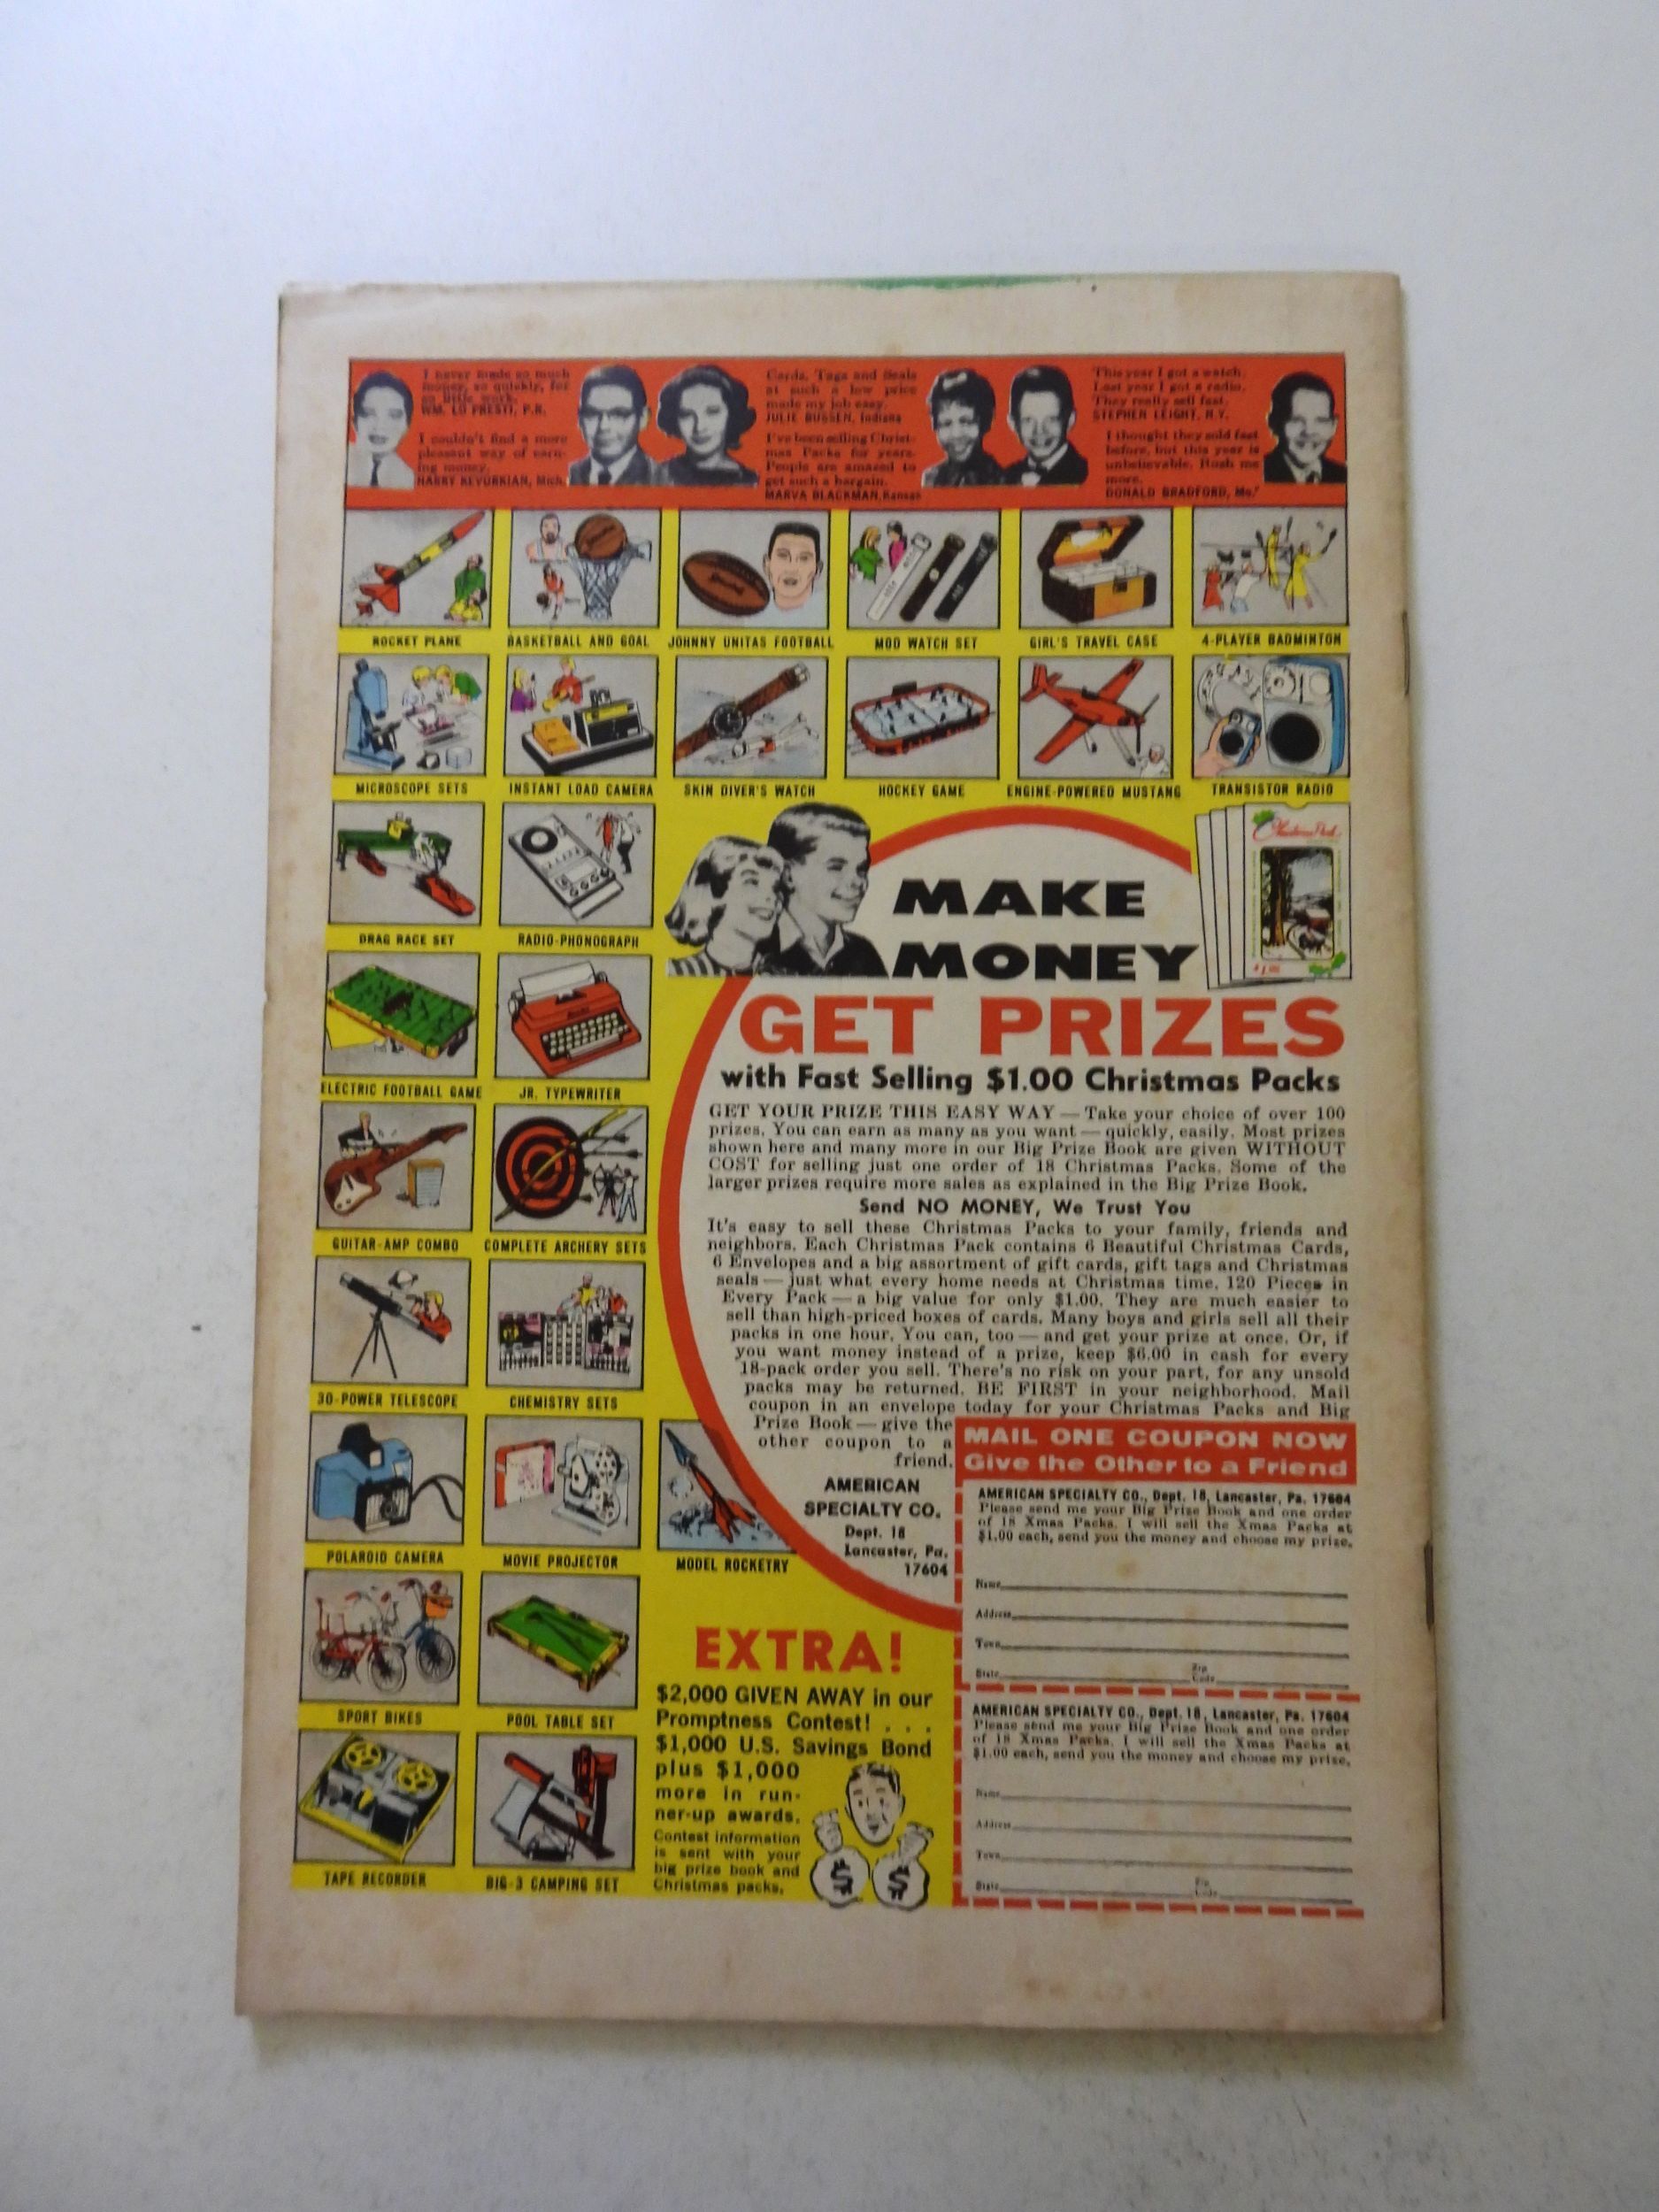 I never made so much
money, so quickly, for
so little work.
WM. LO PRESTI, P.R.
I couldn't find a more
pleasant way of earn-
ing money.
HARRY KEVORKIAN, Mich.
Cards, Tags and Seals
at such a low price
made my job easy.
JULIE BUSSEN, Indiana
I've been selling Christ-
mas Packs for years.
People are amazed to
get such a bargain.
MARVA BLACKMAN, Kansas
This year I got a watch.
Last year I got a radio.
They really sell fast.
STEPHEN LEIGHT, N.Y.
I thought they sold fast
before, but this year is
unbelievable. Rush me
more.
DONALD BRADFORD, Mo.
ROCKET PLANE
BASKETBALL AND GOAL
JOHNNY UNITAS FOOTBALL
MOD WATCH SET
GIRL'S TRAVEL CASE
4-PLAYER BADMINTON
MICROSCOPE SETS
INSTANT LOAD CAMERA
SKIN DIVER'S WATCH
HOCKEY GAME
ENGINE-POWERED MUSTANG
TRANSISTOR RADIO
DRAG RACE SET
RADIO-PHONOGRAPH
ELECTRIC FOOTBALL GAME
JR. TYPEWRITER
GUITAR-AMP COMBO
COMPLETE ARCHERY SETS
30-POWER TELESCOPE
CHEMISTRY SETS
POLAROID CAMERA
MOVIE PROJECTOR
MODEL ROCKETRY
SPORT BIKES
POOL TABLE SET
TAPE RECORDER
BIG-3 CAMPING SET
MAKE
MONEY
GET PRIZES
with Fast Selling $1.00 Christmas Packs
GET YOUR PRIZE THIS EASY WAY — Take your choice of over 100
prizes. You can earn as many as you want — quickly, easily. Most prizes
shown here and many more in our Big Prize Book are given WITHOUT
COST for selling just one order of 18 Christmas Packs. Some of the
larger prizes require more sales as explained in the Big Prize Book.
Send NO MONEY, We Trust You
It's easy to sell these Christmas Packs to your family, friends and
neighbors. Each Christmas Pack contains 6 Beautiful Christmas Cards,
6 Envelopes and a big assortment of gift cards, gift tags and Christmas
seals — just what every home needs at Christmas time. 120 Pieces in
Every Pack — a big value for only $1.00. They are much easier to
sell than high-priced boxes of cards. Many boys and girls sell all their
packs in one hour. You can, too — and get your prize at once. Or, if
you want money instead of a prize, keep $6.00 in cash for every
18-pack order you sell. There's no risk on your part, for any unsold
packs may be returned. BE FIRST in your neighborhood. Mail
coupon in an envelope today for your Christmas Packs and Big
Prize Book — give the
other coupon to a
friend.
AMERICAN
SPECIALTY CO.
Dept. 18
Lancaster, Pa.
17604
EXTRA!
$2,000 GIVEN AWAY in our
Promptness Contest! . . .
$1,000 U.S. Savings Bond
plus $1,000
more in run-
ner-up awards.
Contest information
is sent with your
big prize book and
Christmas packs.
$ $
MAIL ONE COUPON NOW
Give the Other to a Friend
AMERICAN SPECIALTY CO., Dept. 18, Lancaster, Pa. 17604
Please send me your Big Prize Book and one order
of 18 Xmas Packs. I will sell the Xmas Packs at
$1.00 each, send you the money and choose my prize.
Name
Address
Town
State Zip Code
AMERICAN SPECIALTY CO., Dept. 18, Lancaster, Pa. 17604
Please send me your Big Prize Book and one order
of 18 Xmas Packs. I will sell the Xmas Packs at
$1.00 each, send you the money and choose my prize.
Name
Address
Town
State Zip Code